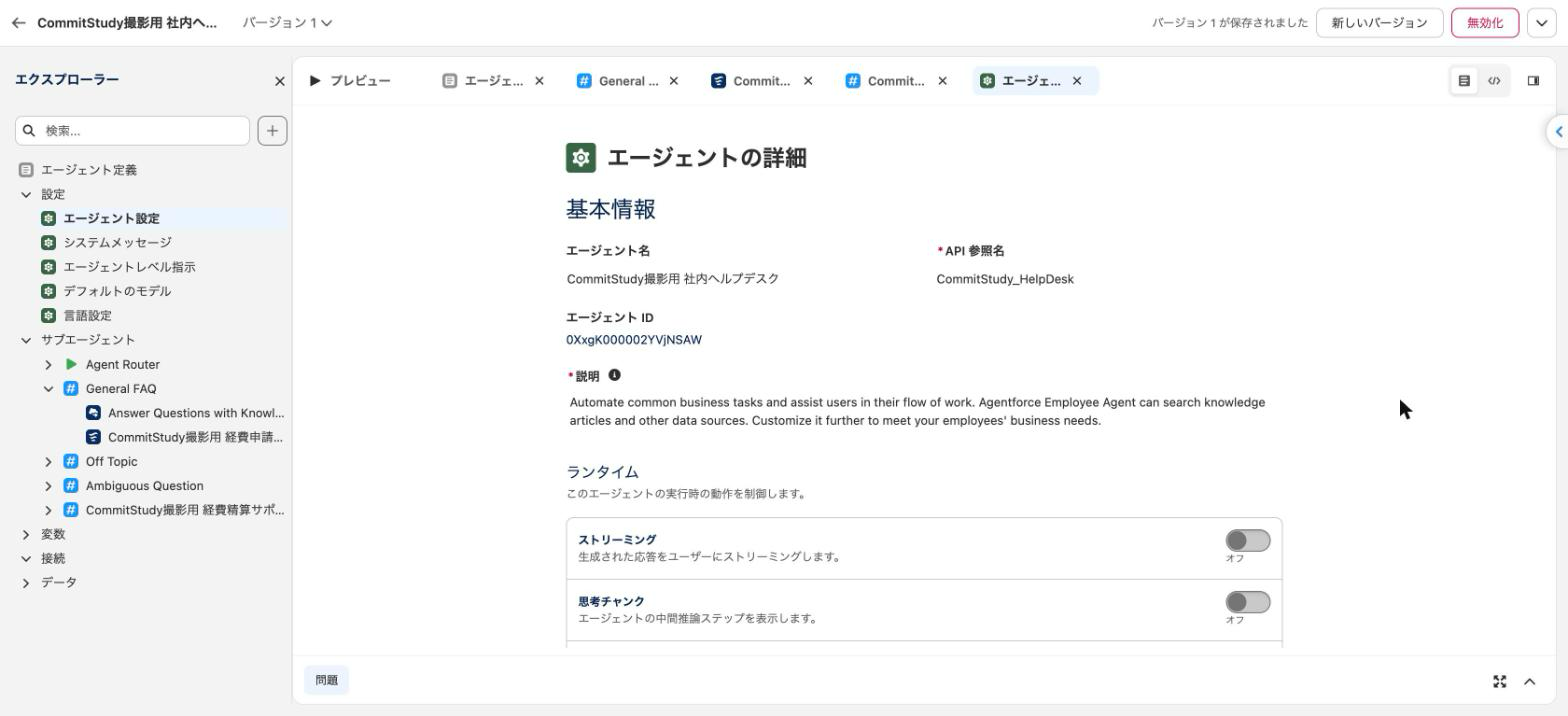 CommitStudy撮影用 社内ヘ...
バージョン 1
バージョン 1 が保存されました
新しいバージョン
無効化
エクスプローラー
プレビュー
エージェ...
General ...
Commit...
Commit...
エージェ...
検索...
エージェント定義
設定
エージェント設定
システムメッセージ
エージェントレベル指示
デフォルトのモデル
言語設定
サブエージェント
Agent Router
General FAQ
Answer Questions with Knowl...
CommitStudy撮影用 経費申請...
Off Topic
Ambiguous Question
CommitStudy撮影用 経費精算サポ...
変数
接続
データ
エージェントの詳細
基本情報
エージェント名
*API 参照名
CommitStudy撮影用 社内ヘルプデスク
CommitStudy_HelpDesk
エージェント ID
0XxgK000002YVjNSAW
*説明
Automate common business tasks and assist users in their flow of work. Agentforce Employee Agent can search knowledge
articles and other data sources. Customize it further to meet your employees' business needs.
ランタイム
このエージェントの実行時の動作を制御します。
ストリーミング
生成された応答をユーザーにストリーミングします。
オフ
思考チャンク
エージェントの中間推論ステップを表示します。
オフ
問題